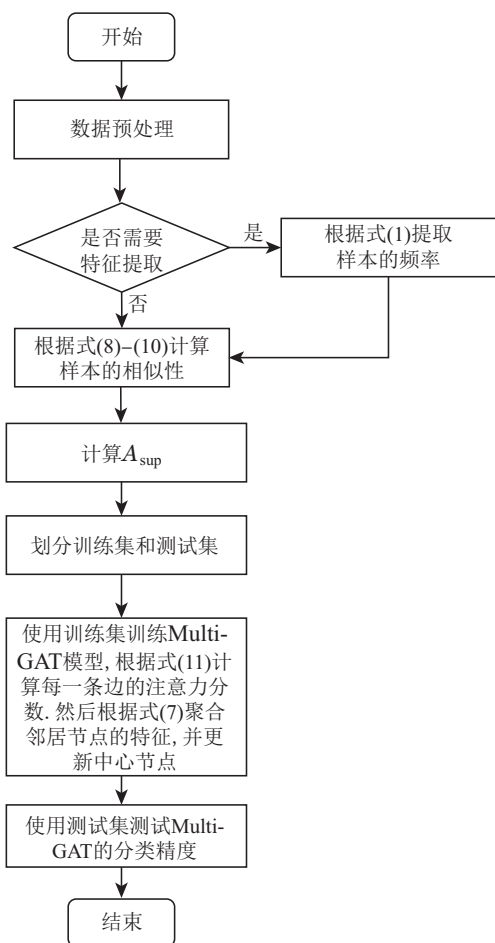 开始
数据预处理
是否需要
特征提取
是
根据式(1)提取
样本的频率
否
根据式(8)–(10)计算
样本的相似性
计算A_sup
划分训练集和测试集
使用训练集训练Multi-
GAT模型, 根据式(11)计
算每一条边的注意力分
数. 然后根据式(7)聚合
邻居节点的特征, 并更
新中心节点
使用测试集测试Multi-
GAT的分类精度
结束